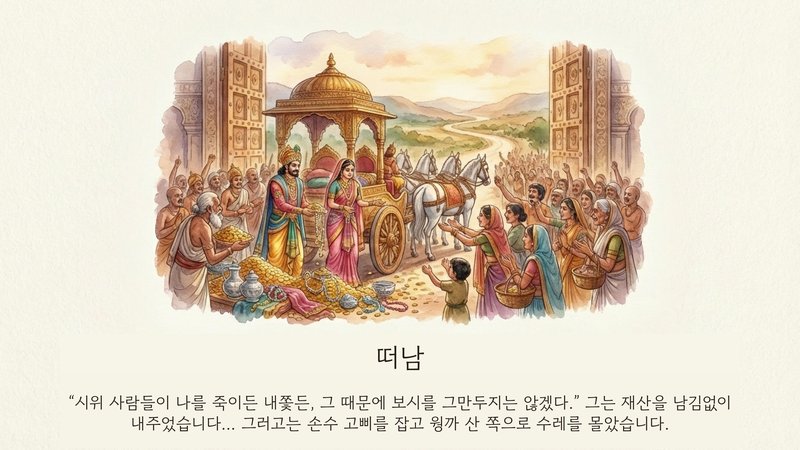 떠남
“시위 사람들이 나를 죽이든 내쫓든, 그 때문에 보시를 그만두지는 않겠다.” 그는 재산을 남김없이
내주었습니다... 그러고는 손수 고삐를 잡고 웡까 산 쪽으로 수레를 몰았습니다.